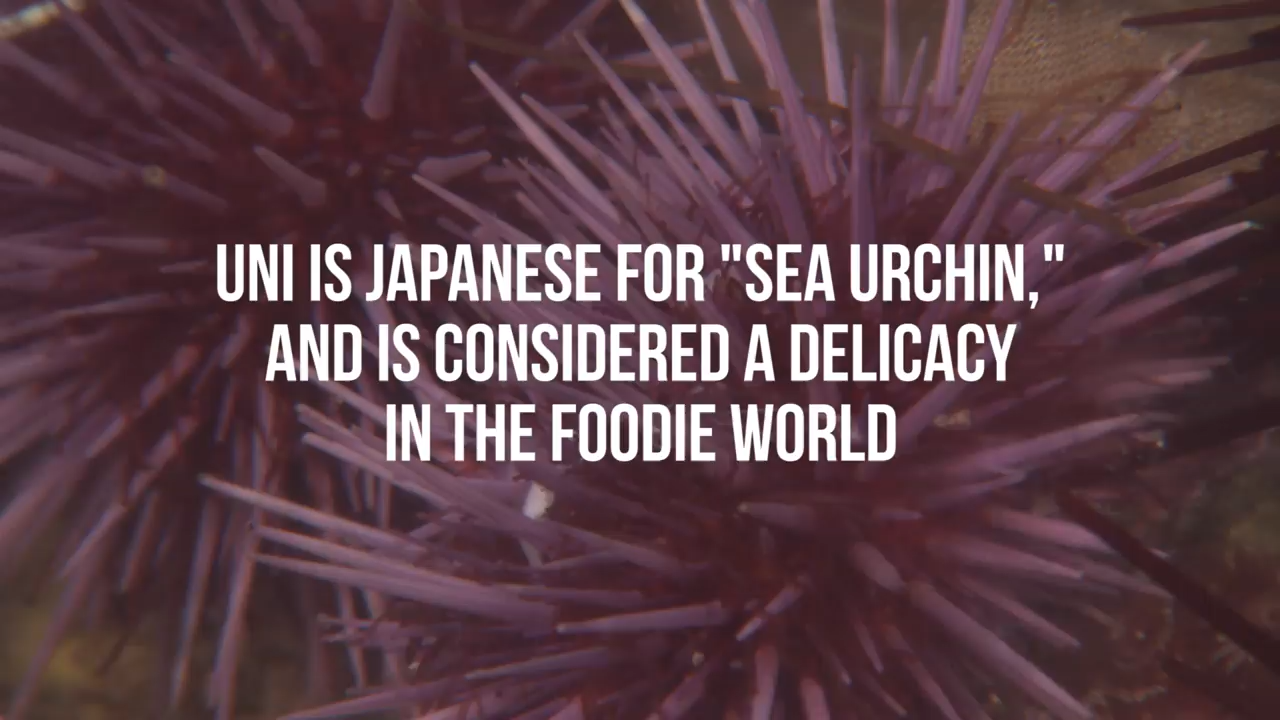 UNI IS JAPANESE FOR "SEA URCHIN,"
AND IS CONSIDERED A DELICACY
IN THE FOODIE WORLD